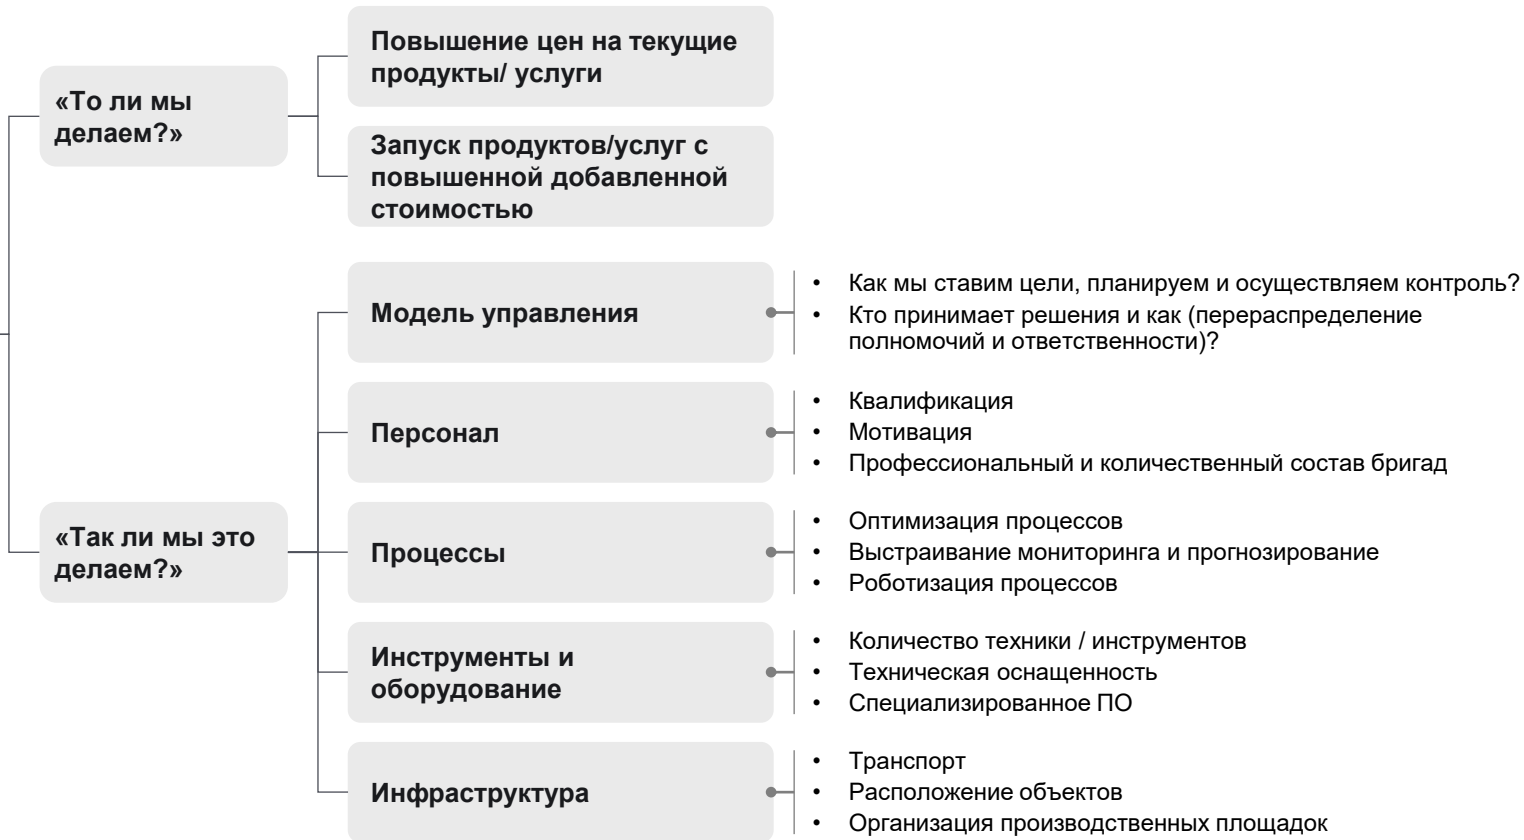 «То ли мы
делаем?»
Повышение цен на текущие
продукты/ услуги
Запуск продуктов/услуг с
повышенной добавленной
стоимостью
«Так ли мы это
делаем?»
Модель управления
• Как мы ставим цели, планируем и осуществляем контроль?
• Кто принимает решения и как (перераспределение
полномочий и ответственности)?
Персонал
• Квалификация
• Мотивация
• Профессиональный и количественный состав бригад
Процессы
• Оптимизация процессов
• Выстраивание мониторинга и прогнозирование
• Роботизация процессов
Инструменты и
оборудование
• Количество техники / инструментов
• Техническая оснащенность
• Специализированное ПО
Инфраструктура
• Транспорт
• Расположение объектов
• Организация производственных площадок